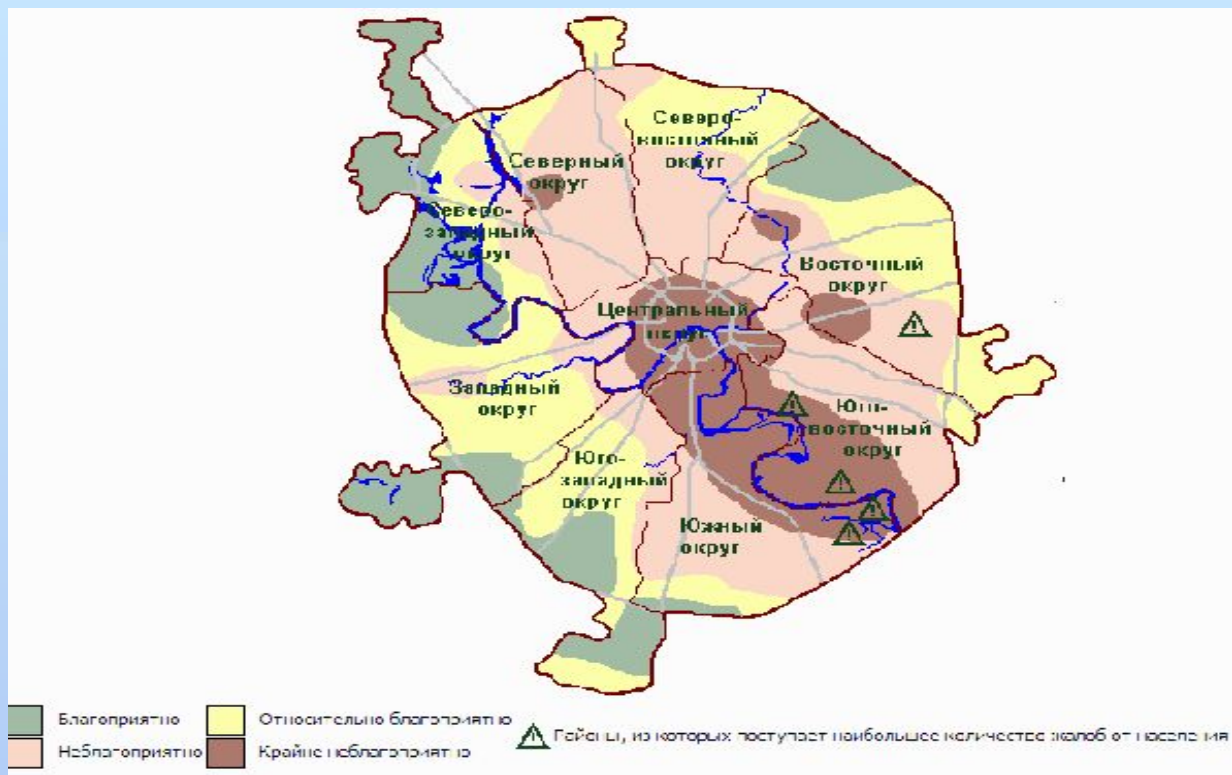 Северо-
восточный
округ
Северный
округ
Северо-
западный
округ
Восточный
округ
Центральный
округ
Западный
округ
Юго-
восточный
округ
Юго-
западный
округ
Южный
округ
Благоприятно
Относительно благоприятно
Неблагоприятно
Крайне неблагоприятно
Районы, из которых поступает наибольшее количество жалоб от населения